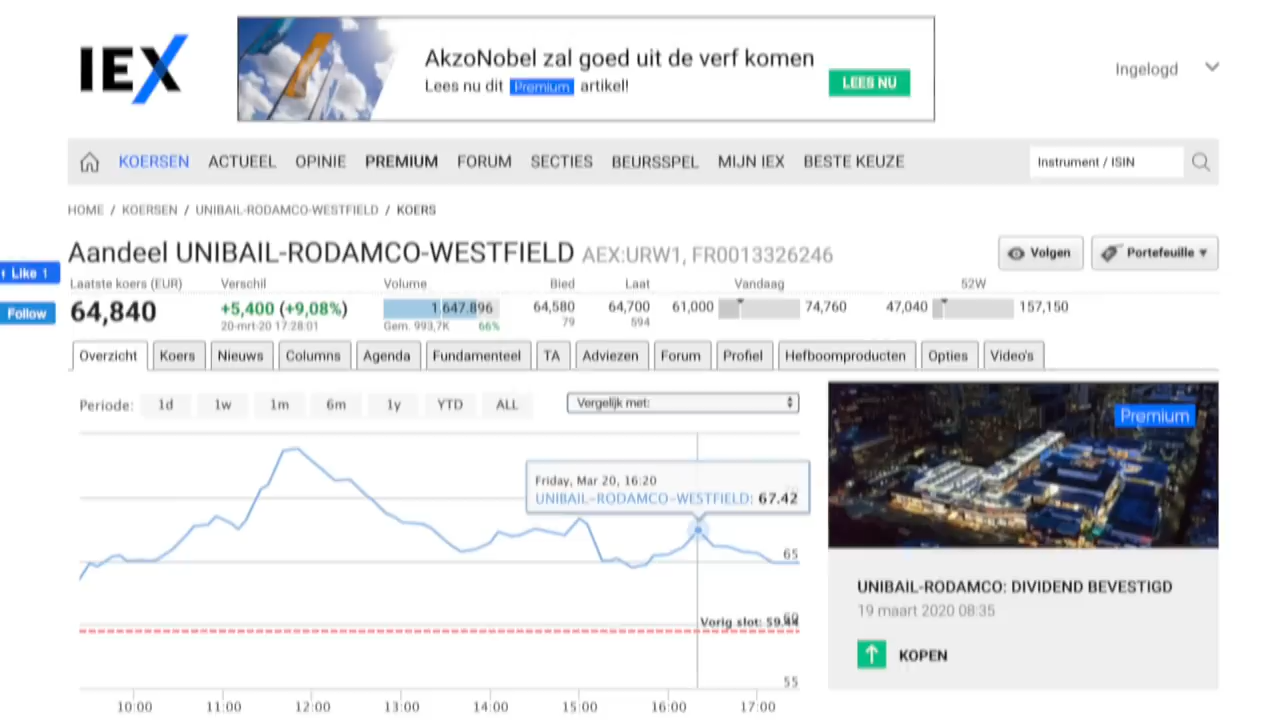 IEX
AkzoNobel zal goed uit de verf komen
Lees nu dit Premium artikel!
LEES NU
Ingelogd
KOERSEN ACTUEEL OPINIE PREMIUM FORUM SECTIES BEURSSPEL MIJN IEX BESTE KEUZE
Instrument / ISIN
HOME / KOERSEN / UNIBAIL-RODAMCO-WESTFIELD / KOERS
Aandeel UNIBAIL-RODAMCO-WESTFIELD AEX:URW1, FR0013326246
Volgen
Portefeuille
Like 1
Follow
Laatste koers (EUR) Verschil Volume Bied Laat Vandaag 52W
64,840 +5,400 (+9,08%) 1.647.896 64,580 64,700 61,000 74,760 47,040 157,150
20-mrt-20 17:28:01 Gem. 993,7K 66% 79 594
Overzicht Koers Nieuws Columns Agenda Fundamenteel TA Adviezen Forum Profiel Hefboomproducten Opties Video's
Periode: 1d 1w 1m 6m 1y YTD ALL
Vergelijk met:
Friday, Mar 20, 16:20
UNIBAIL-RODAMCO-WESTFIELD: 67.42
65
60
Vorig slot: 59.44
55
10:00 11:00 12:00 13:00 14:00 15:00 16:00 17:00
Premium
UNIBAIL-RODAMCO: DIVIDEND BEVESTIGD
19 maart 2020 08:35
KOPEN